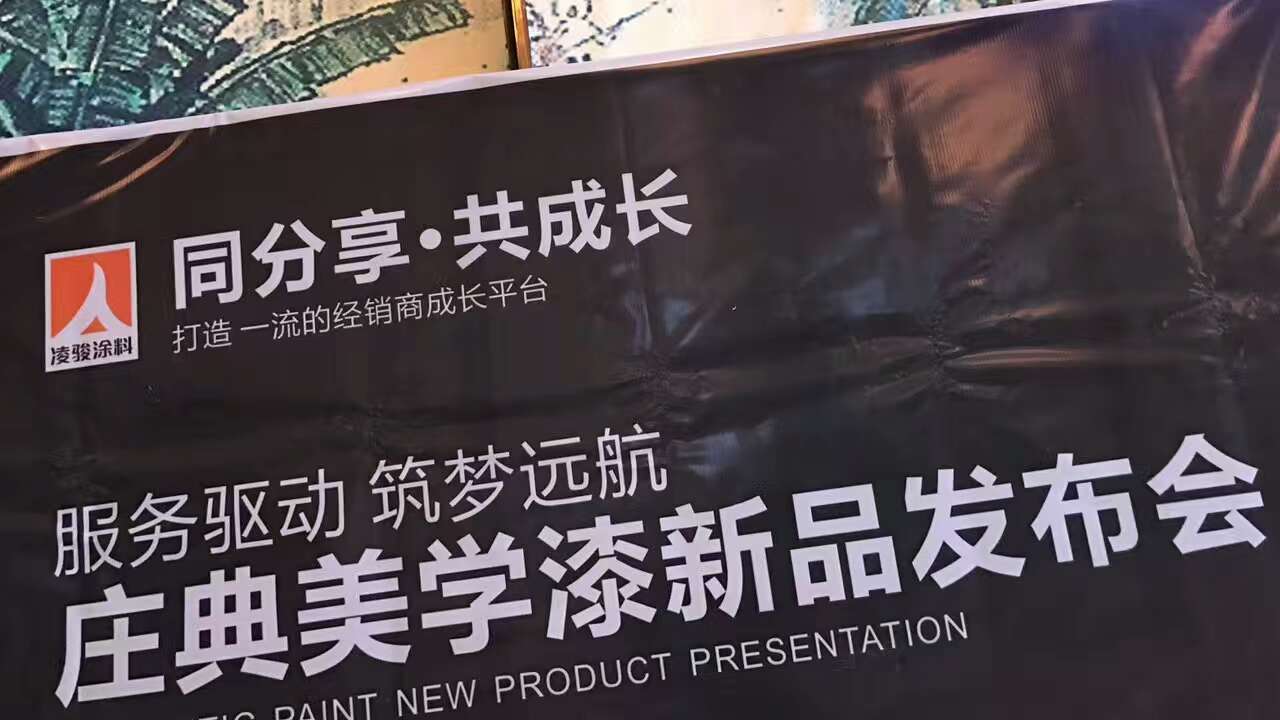 同分享·共成长
打造一流的经销商成长平台
凌骏涂料
服务驱动 筑梦远航
庄典美学漆新品发布会
PAINT NEW PRODUCT PRESENTATION